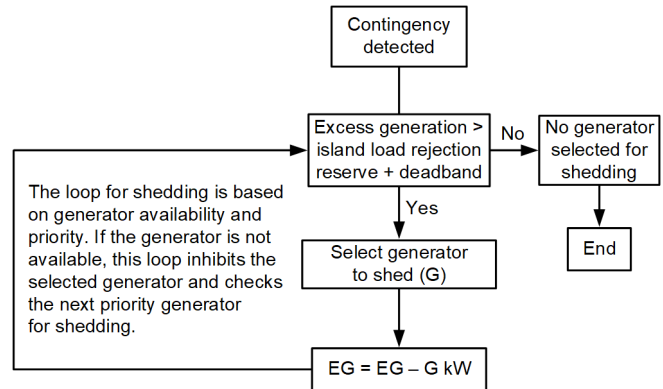 Contingency
detected
Excess generation >
island load rejection
reserve + deadband
No
No generator
selected for
shedding
Yes
End
The loop for shedding is based
on generator availability and
priority. If the generator is not
available, this loop inhibits the
selected generator and checks
the next priority generator
for shedding.
Select generator
to shed (G)
EG = EG – G kW